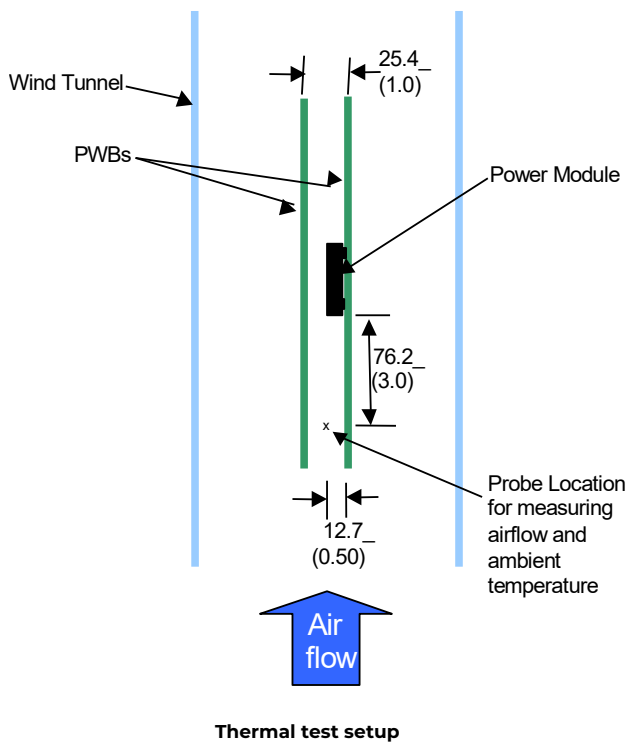 25.4_
(1.0)
Wind Tunnel
PWBs
Power Module
76.2_
(3.0)
x
Probe Location
for measuring
airflow and
ambient
temperature
12.7_
(0.50)
Air
flow
Thermal test setup